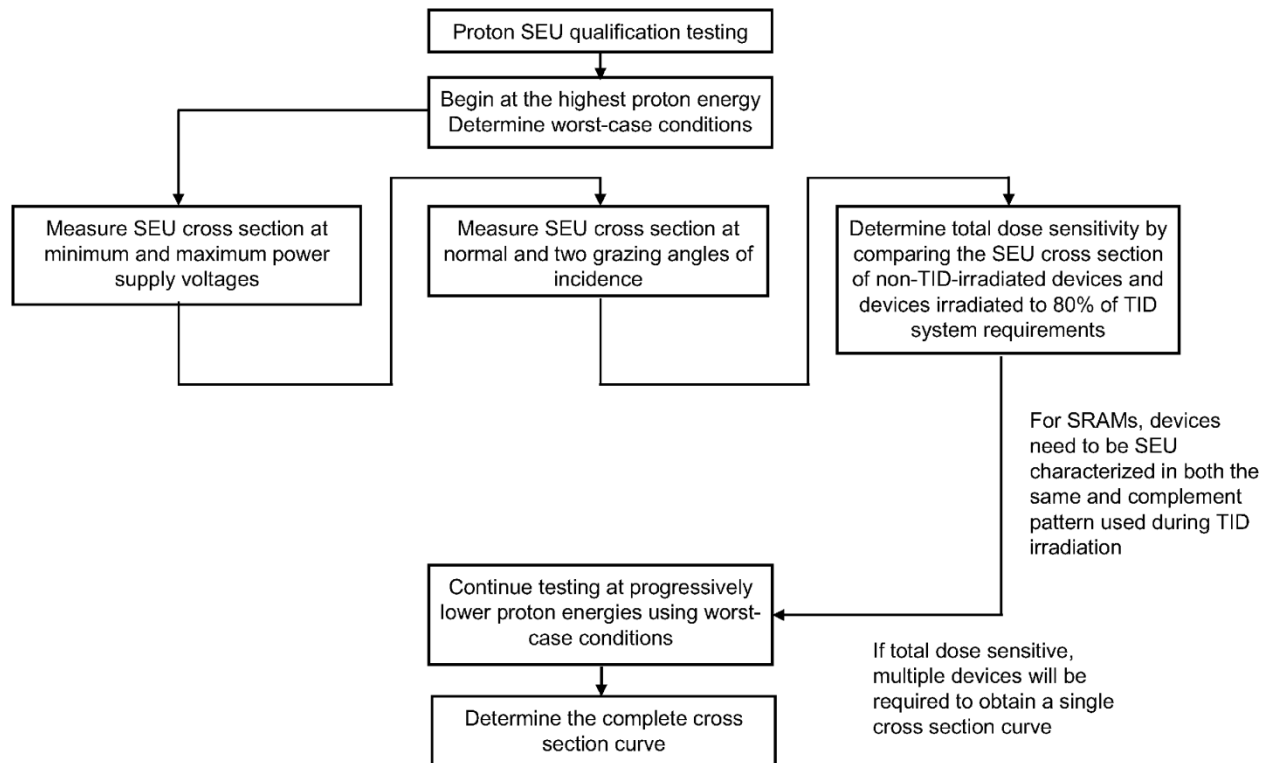 Proton SEU qualification testing
Begin at the highest proton energy
Determine worst-case conditions
Measure SEU cross section at
minimum and maximum power
supply voltages
Measure SEU cross section at
normal and two grazing angles of
incidence
Determine total dose sensitivity by
comparing the SEU cross section
of non-TID-irradiated devices and
devices irradiated to 80% of TID
system requirements
For SRAMs, devices
need to be SEU
characterized in both the
same and complement
pattern used during TID
irradiation
Continue testing at progressively
lower proton energies using worst-
case conditions
If total dose sensitive,
multiple devices will be
required to obtain a single
cross section curve
Determine the complete cross
section curve